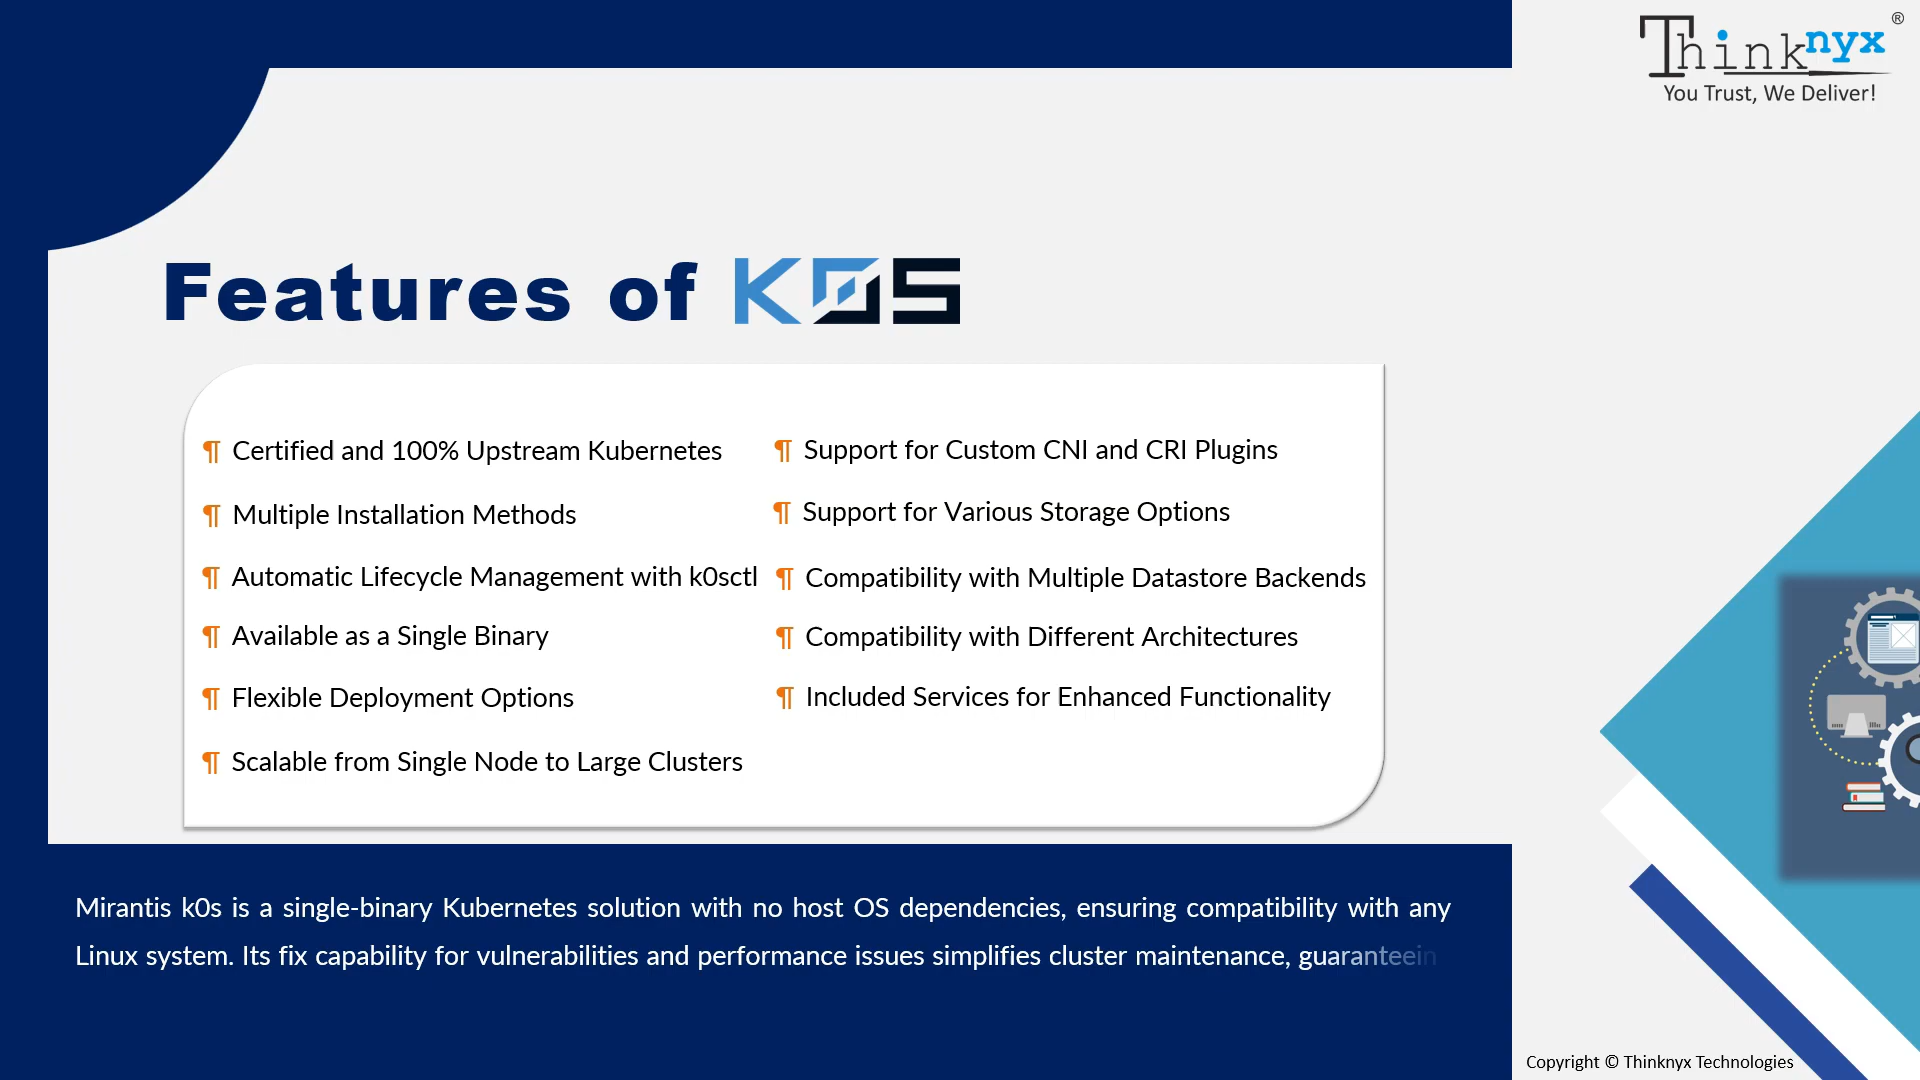 Thinknyx®
You Trust, We Deliver!
Features of K0S
¶ Certified and 100% Upstream Kubernetes
¶ Multiple Installation Methods
¶ Automatic Lifecycle Management with k0sctl
¶ Available as a Single Binary
¶ Flexible Deployment Options
¶ Scalable from Single Node to Large Clusters
¶ Support for Custom CNI and CRI Plugins
¶ Support for Various Storage Options
¶ Compatibility with Multiple Datastore Backends
¶ Compatibility with Different Architectures
¶ Included Services for Enhanced Functionality
Mirantis k0s is a single-binary Kubernetes solution with no host OS dependencies, ensuring compatibility with any
Linux system. Its fix capability for vulnerabilities and performance issues simplifies cluster maintenance, guaranteein
Copyright © Thinknyx Technologies